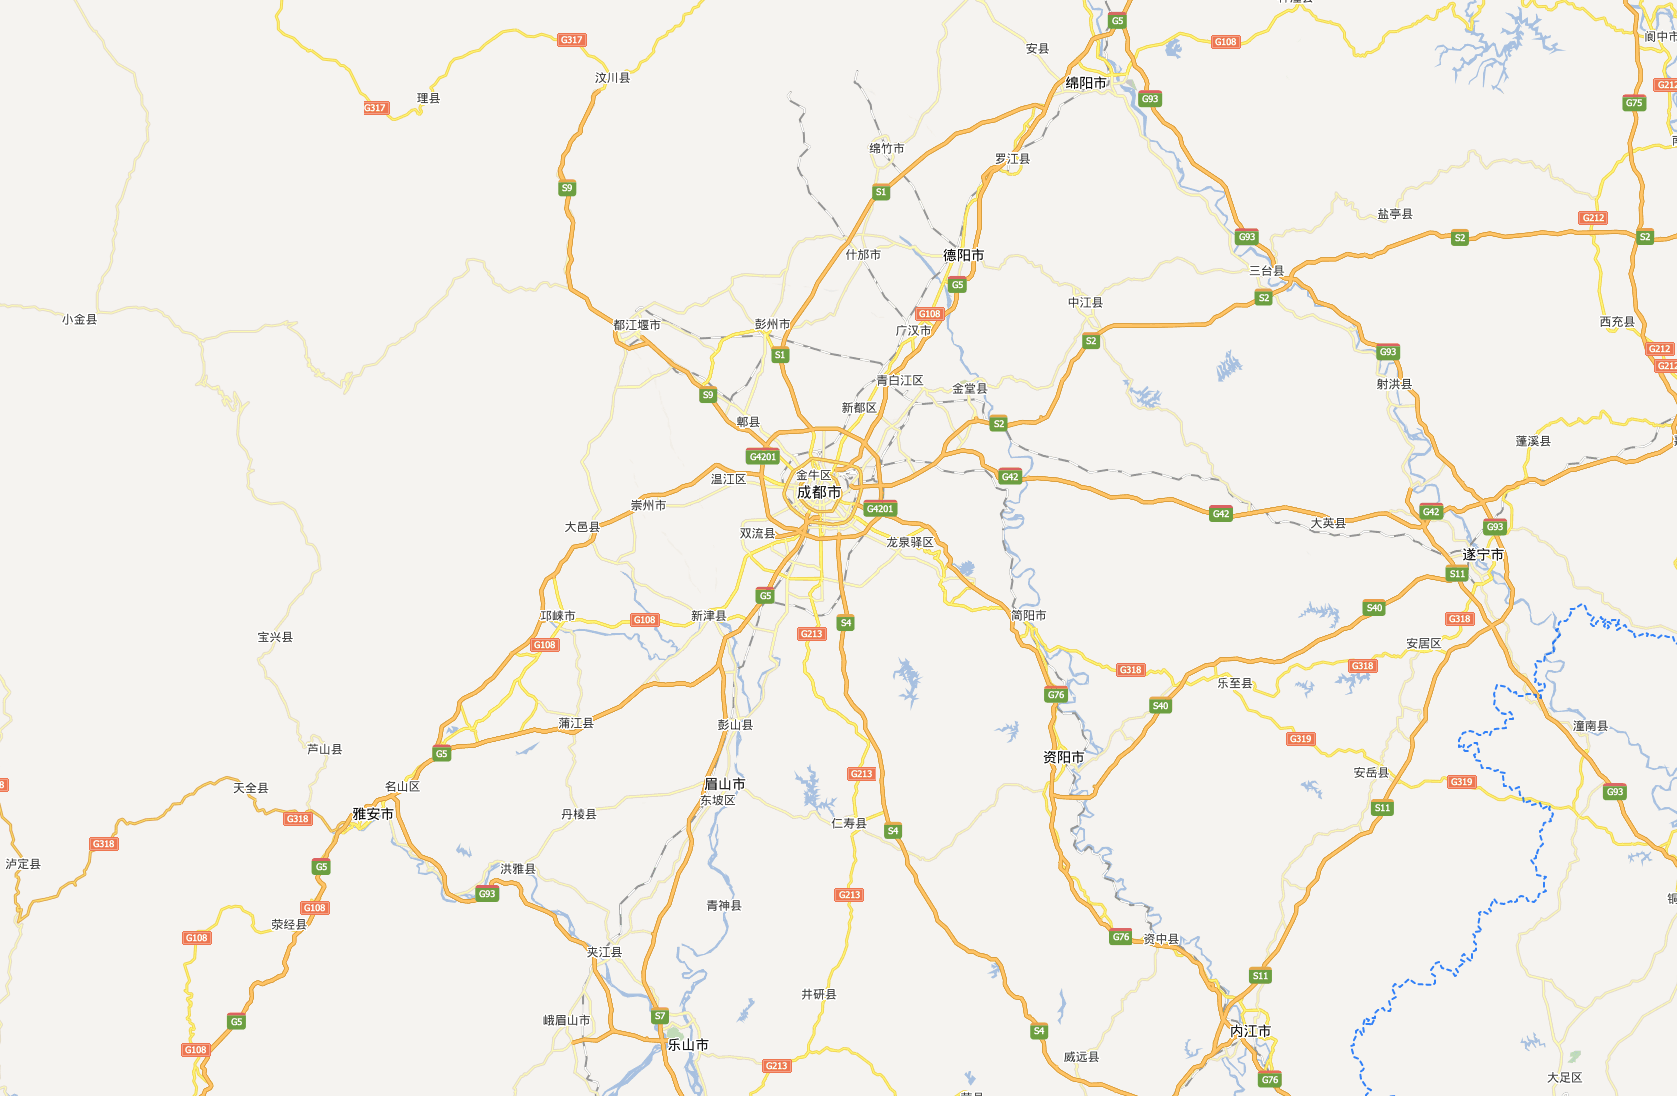 G5
安县
G317
G108
阆中市
汶川县
绵阳市
G212
理县
G93
G75
G317
绵竹市
罗江县
S9
S1
盐亭县
G212
G93
S2
S2
什邡市
德阳市
三台县
G5
S2
中江县
G108
小金县
都江堰市
彭州市
广汉市
西充县
S2
G212
S1
G93
G212
青白江区
金堂县
射洪县
S9
新都区
郫县
S2
蓬溪县
G4201
金牛区
G42
温江区
成都市
崇州市
G4201
G42
G42
大英县
大邑县
双流县
G93
龙泉驿区
遂宁市
S11
G5
S40
邛崃市
G108
新津县
S4
简阳市
G318
G213
宝兴县
G108
安居区
G318
G318
乐至县
G76
S40
蒲江县
彭山县
潼南县
G319
芦山县
G5
资阳市
安岳县
G213
眉山市
G319
名山区
天全县
G93
东坡区
S11
雅安市
丹棱县
G318
仁寿县
S4
G318
泸定县
G5
洪雅县
G93
G213
G108
青神县
荥经县
G108
G76
资中县
夹江县
S11
井研县
S7
G5
峨眉山市
S4
内江市
乐山市
G108
威远县
G213
G76
大足区